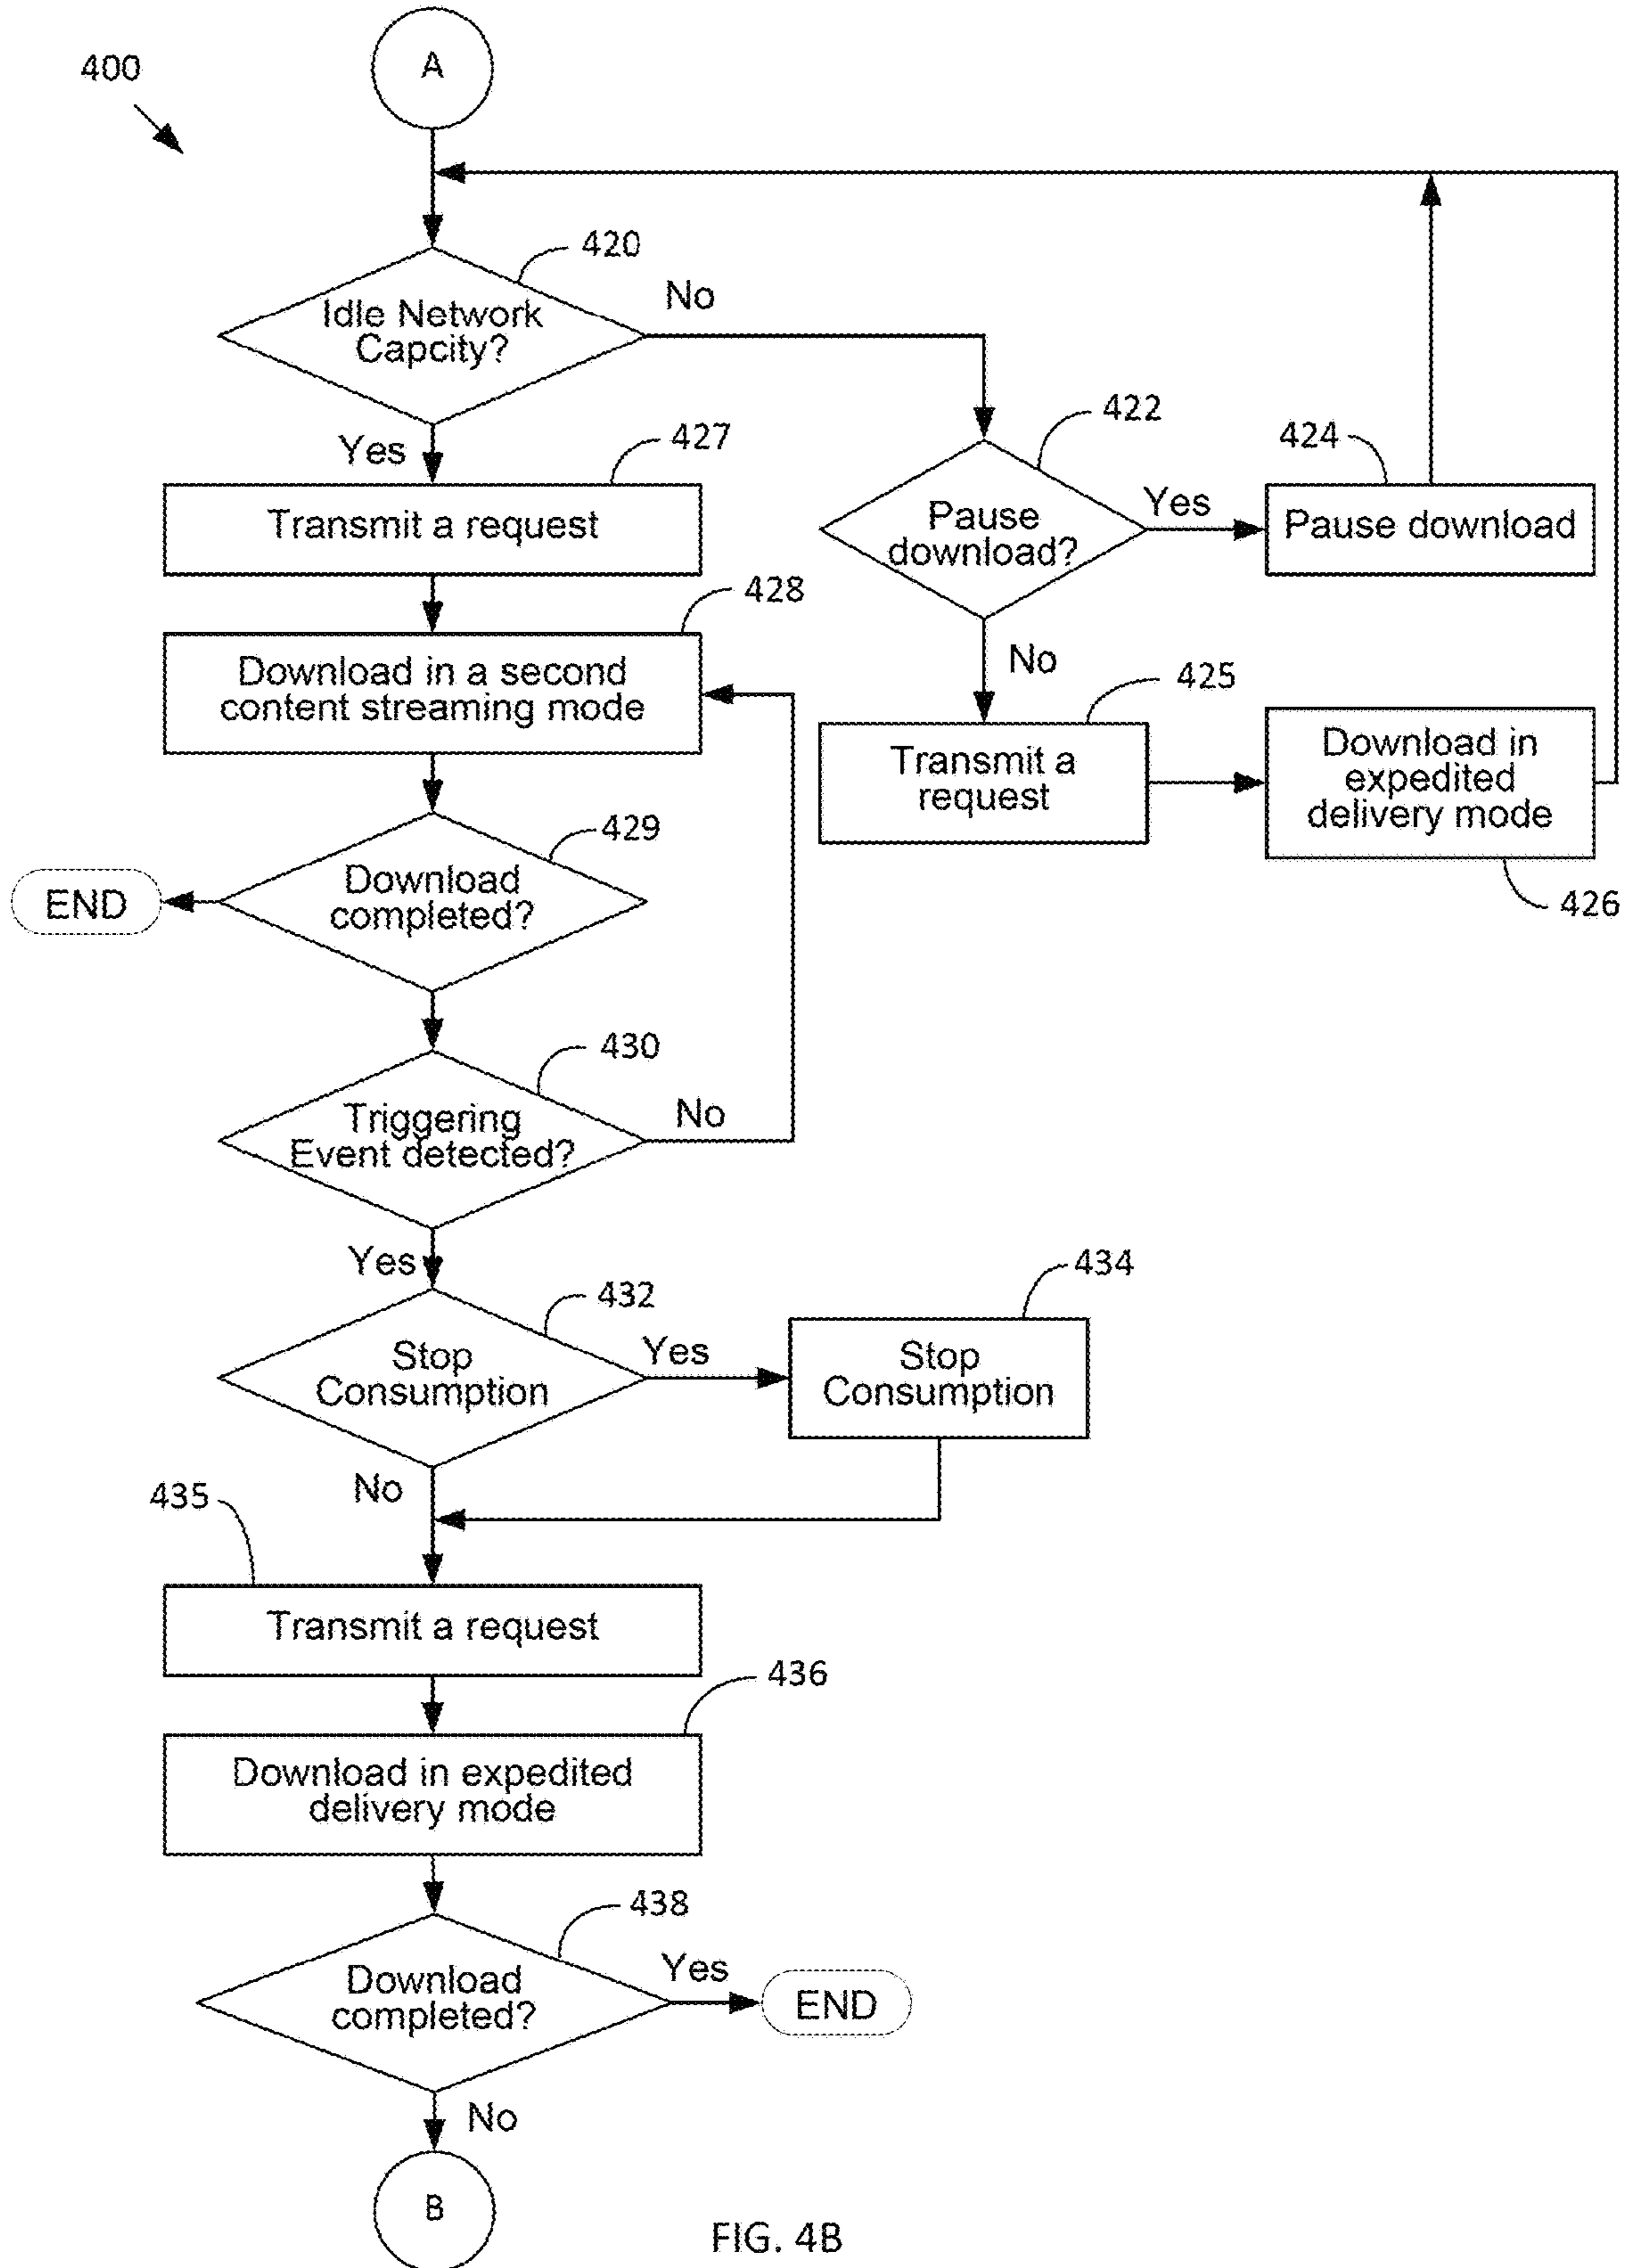 400
A
420
Idle Network
Capcity?
No
Yes
427
Transmit a request
422
Pause
download?
Yes
424
Pause download
No
428
Download in a second
content streaming mode
425
Transmit a
request
Download in
expedited
delivery mode
426
429
Download
completed?
END
430
Triggering
Event detected?
No
Yes
432
Stop
Consumption
Yes
434
Stop
Consumption
No
435
Transmit a request
436
Download in expedited
delivery mode
438
Download
completed?
Yes
END
No
B
FIG. 4B